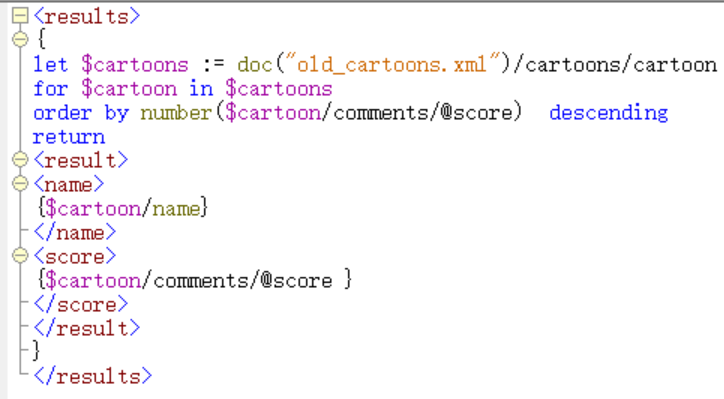 <results>
{
let $cartoons := doc("old_cartoons.xml")/cartoons/cartoon
for $cartoon in $cartoons
order by number($cartoon/comments/@score)  descending
return
<result>
<name>
{$cartoon/name}
</name>
<score>
{$cartoon/comments/@score }
</score>
</result>
}
</results>